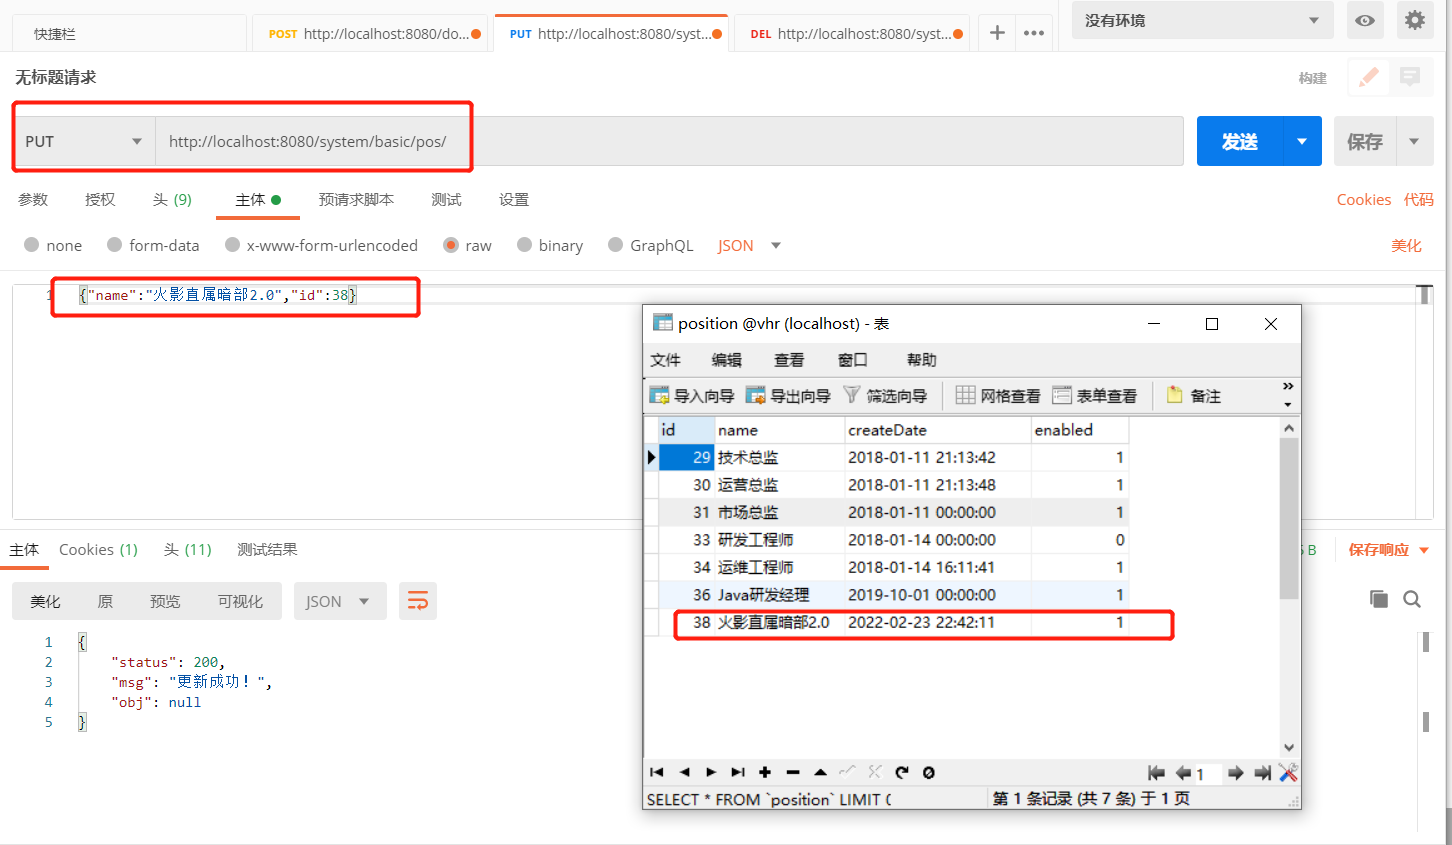 快捷栏
POST http://localhost:8080/do...
PUT http://localhost:8080/syst...
DEL http://localhost:8080/syst...
没有环境
无标题请求
构建
PUT
http://localhost:8080/system/basic/pos/
发送
保存
参数 授权 头 (9) 主体 预请求脚本 测试 设置
Cookies 代码
none form-data x-www-form-urlencoded raw binary GraphQL JSON
美化
1 {"name":"火影直属暗部2.0","id":38}
position @vhr (localhost) - 表
文件 编辑 查看 窗口 帮助
导入向导 导出向导 筛选向导 网格查看 表单查看 备注
id name createDate enabled
29 技术总监 2018-01-11 21:13:42 1
30 运营总监 2018-01-11 21:13:48 1
31 市场总监 2018-01-11 00:00:00 1
33 研发工程师 2018-01-14 00:00:00 0
34 运维工程师 2018-01-14 16:11:41 1
36 Java研发经理 2019-10-01 00:00:00 1
38 火影直属暗部2.0 2022-02-23 22:42:11 1
1
SELECT * FROM `position` LIMIT (
第 1 条记录 (共 7 条) 于 1 页
主体 Cookies (1) 头 (11) 测试结果
B 保存响应
美化 原 预览 可视化 JSON
1 {
2 "status": 200,
3 "msg": "更新成功！",
4 "obj": null
5 }